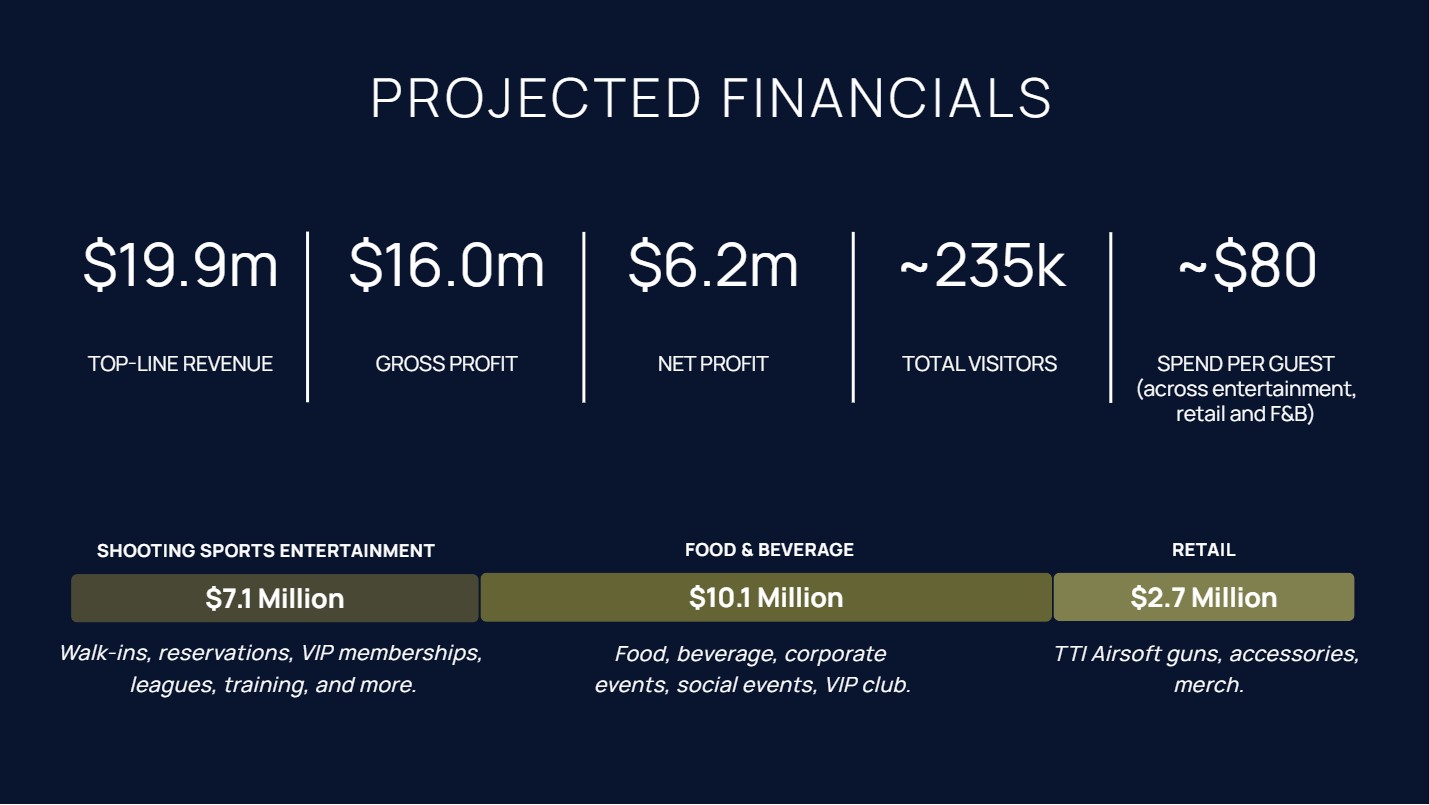 PROJECTED FINANCIALS
$19.9m
TOP-LINE REVENUE
$16.0m
GROSS PROFIT
$6.2m
NET PROFIT
~235k
TOTAL VISITORS
~$80
SPEND PER GUEST
(across entertainment,
retail and F&B)
SHOOTING SPORTS ENTERTAINMENT
$7.1 Million
Walk-ins, reservations, VIP memberships,
leagues, training, and more.
FOOD & BEVERAGE
$10.1 Million
Food, beverage, corporate
events, social events, VIP club.
RETAIL
$2.7 Million
TTI Airsoft guns, accessories,
merch.